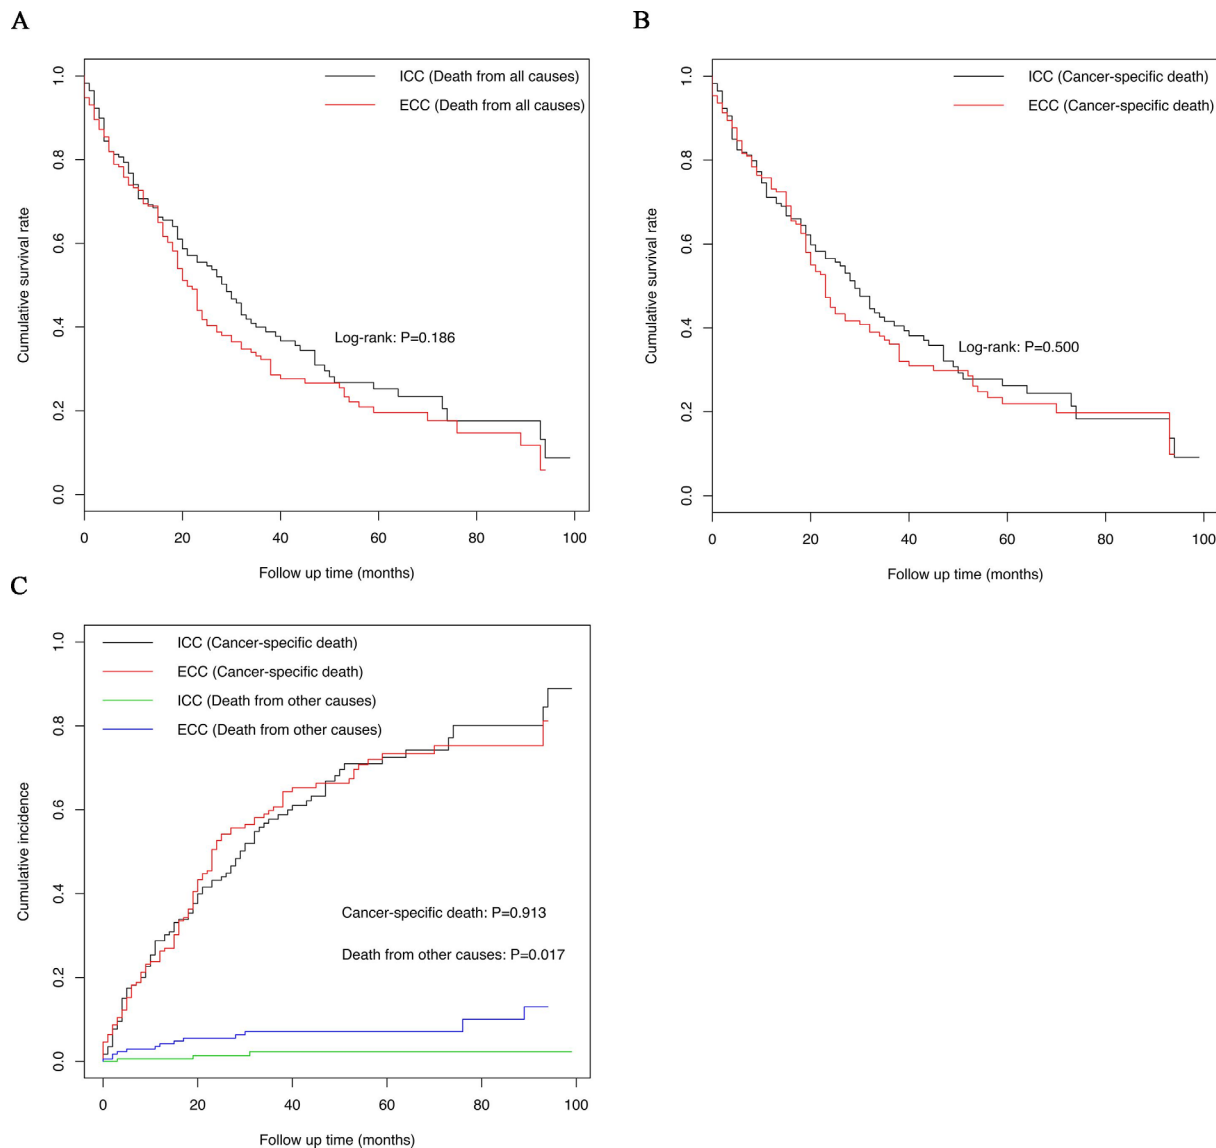 A
ICC (Death from all causes)
ECC (Death from all causes)
Log-rank: P=0.186
Cumulative survival rate
0.0 0.2 0.4 0.6 0.8 1.0
0 20 40 60 80 100
Follow up time (months)
B
ICC (Cancer-specific death)
ECC (Cancer-specific death)
Log-rank: P=0.500
Cumulative survival rate
0.0 0.2 0.4 0.6 0.8 1.0
0 20 40 60 80 100
Follow up time (months)
C
ICC (Cancer-specific death)
ECC (Cancer-specific death)
ICC (Death from other causes)
ECC (Death from other causes)
Cancer-specific death: P=0.913
Death from other causes: P=0.017
Cumulative incidence
0.0 0.2 0.4 0.6 0.8 1.0
0 20 40 60 80 100
Follow up time (months)